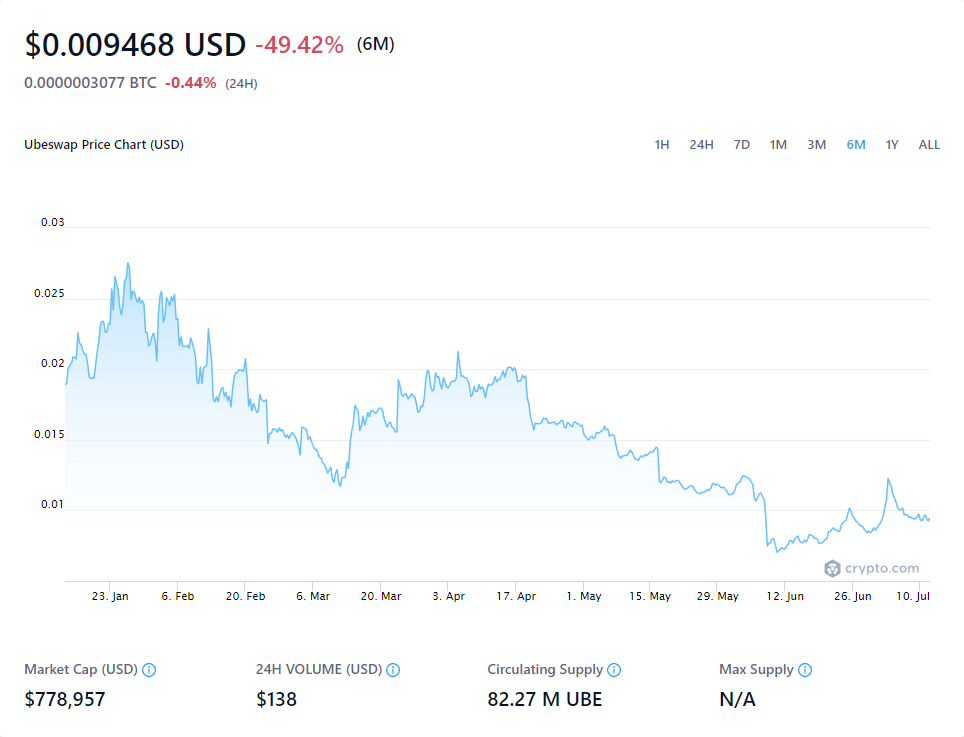 $0.009468 USD -49.42% (6M)
0.0000003077 BTC -0.44% (24H)
Ubeswap Price Chart (USD) 1H 24H 7D 1M 3M 6M 1Y ALL
0.03
0.025
0.02
0.015
0.01
crypto.com
23. Jan 6. Feb 20. Feb 6. Mar 20. Mar 3. Apr 17. Apr 1. May 15. May 29. May 12. Jun 26. Jun 10. Jul
Market Cap (USD) 24H VOLUME (USD) Circulating Supply Max Supply
$778,957 $138 82.27 M UBE N/A